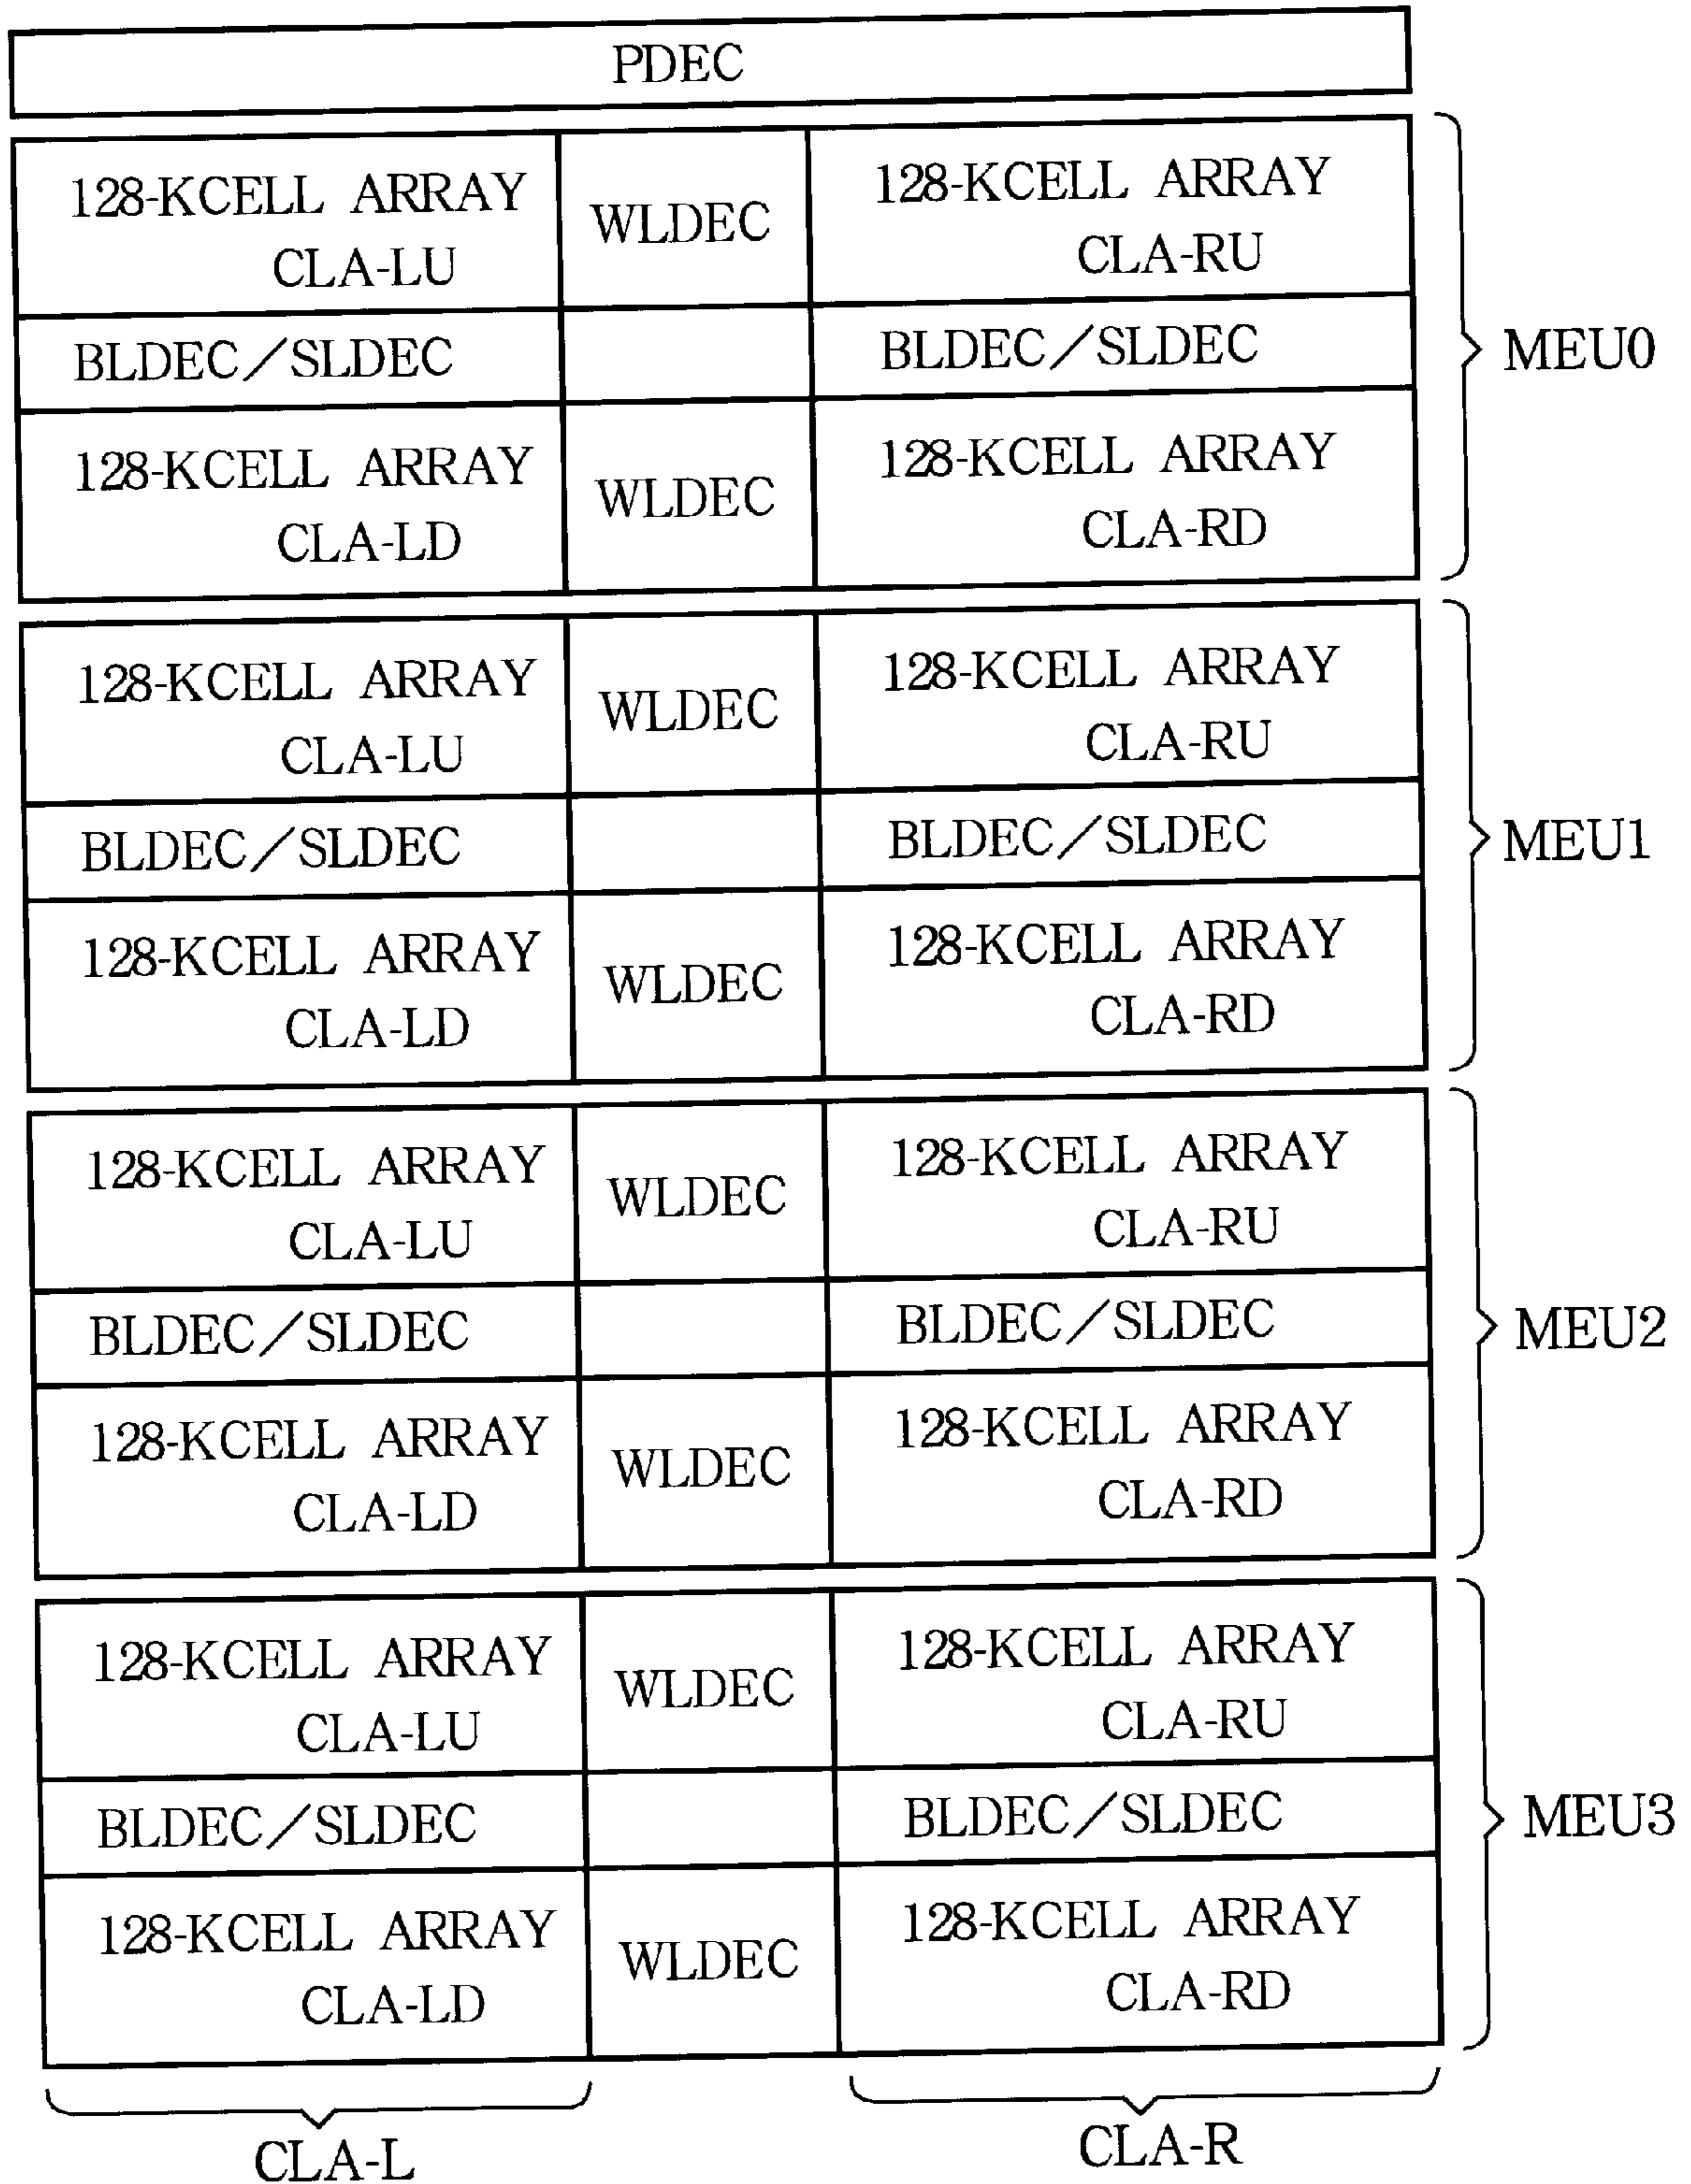 PDEC
128-KCELL ARRAY
CLA-LU
WLDEC
128-KCELL ARRAY
CLA-RU
BLDEC／SLDEC
BLDEC／SLDEC
MEU0
128-KCELL ARRAY
CLA-LD
WLDEC
128-KCELL ARRAY
CLA-RD
128-KCELL ARRAY
CLA-LU
WLDEC
128-KCELL ARRAY
CLA-RU
BLDEC／SLDEC
BLDEC／SLDEC
MEU1
128-KCELL ARRAY
CLA-LD
WLDEC
128-KCELL ARRAY
CLA-RD
128-KCELL ARRAY
CLA-LU
WLDEC
128-KCELL ARRAY
CLA-RU
BLDEC／SLDEC
BLDEC／SLDEC
MEU2
128-KCELL ARRAY
CLA-LD
WLDEC
128-KCELL ARRAY
CLA-RD
128-KCELL ARRAY
CLA-LU
WLDEC
128-KCELL ARRAY
CLA-RU
BLDEC／SLDEC
BLDEC／SLDEC
MEU3
128-KCELL ARRAY
CLA-LD
WLDEC
128-KCELL ARRAY
CLA-RD
CLA-L
CLA-R